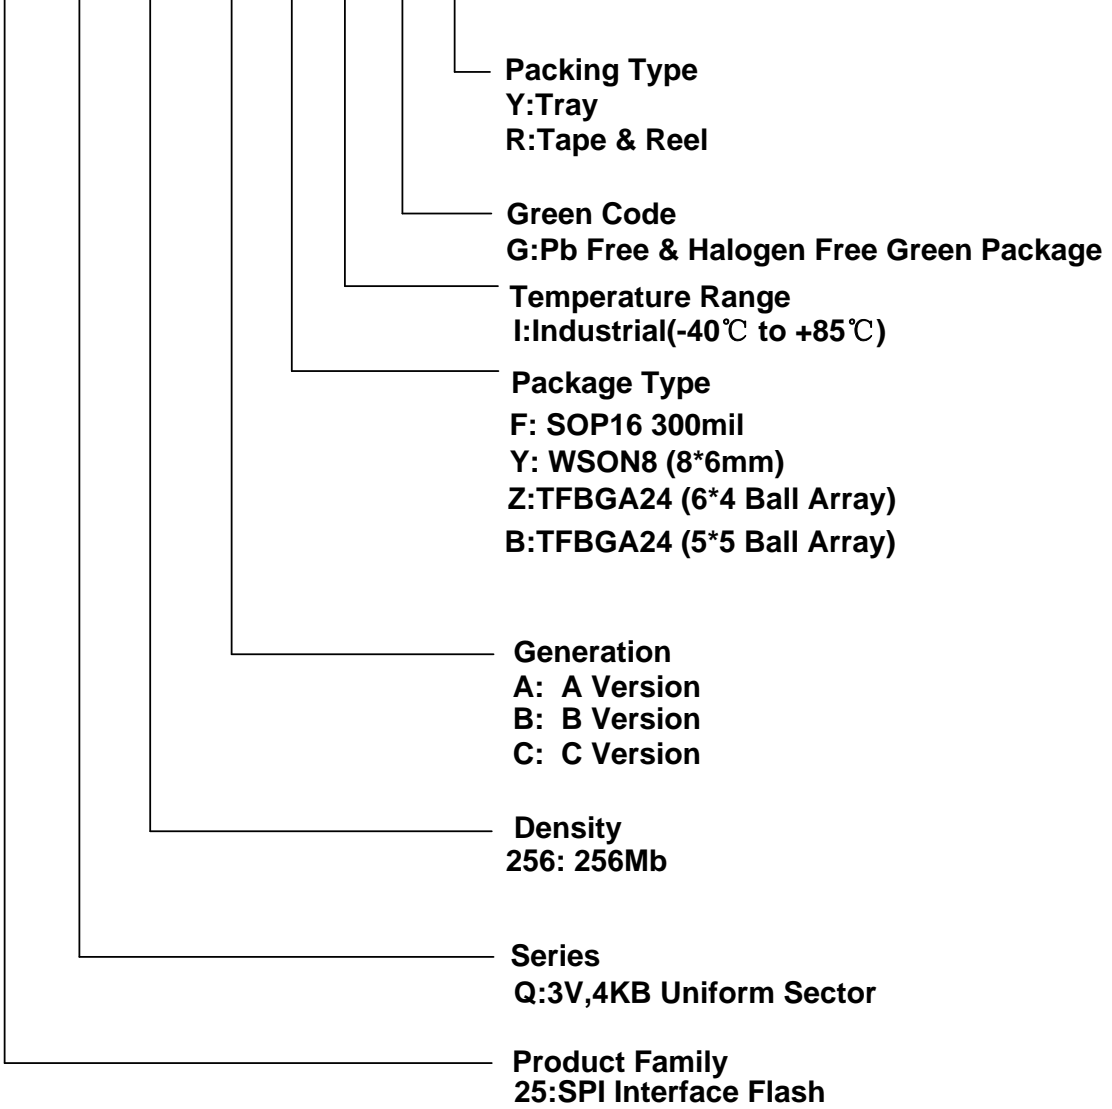 Packing Type
Y:Tray
R:Tape & Reel
Green Code
G:Pb Free & Halogen Free Green Package
Temperature Range
I:Industrial(-40℃ to +85℃)
Package Type
F: SOP16 300mil
Y: WSON8 (8*6mm)
Z:TFBGA24 (6*4 Ball Array)
B:TFBGA24 (5*5 Ball Array)
Generation
A: A Version
B: B Version
C: C Version
Density
256: 256Mb
Series
Q:3V,4KB Uniform Sector
Product Family
25:SPI Interface Flash